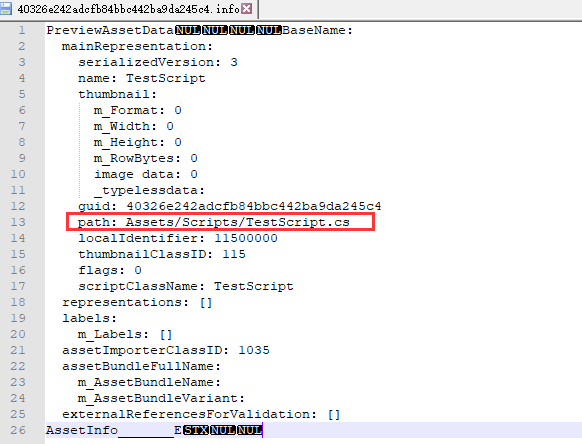 40326e242adcfb84bbc442ba9da245c4.info
1 PreviewAssetDataNULNULNULNULBaseName:
2 mainRepresentation:
3 serializedVersion: 3
4 name: TestScript
5 thumbnail:
6 m_Format: 0
7 m_Width: 0
8 m_Height: 0
9 m_RowBytes: 0
10 image data: 0
11 _typelessdata:
12 guid: 40326e242adcfb84bbc442ba9da245c4
13 path: Assets/Scripts/TestScript.cs
14 localIdentifier: 11500000
15 thumbnailClassID: 115
16 flags: 0
17 scriptClassName: TestScript
18 representations: []
19 labels:
20 m_Labels: []
21 assetImporterClassID: 1035
22 assetBundleFullName:
23 m_AssetBundleName:
24 m_AssetBundleVariant:
25 externalReferencesForValidation: []
26 AssetInfo_______ESTXNULNUL